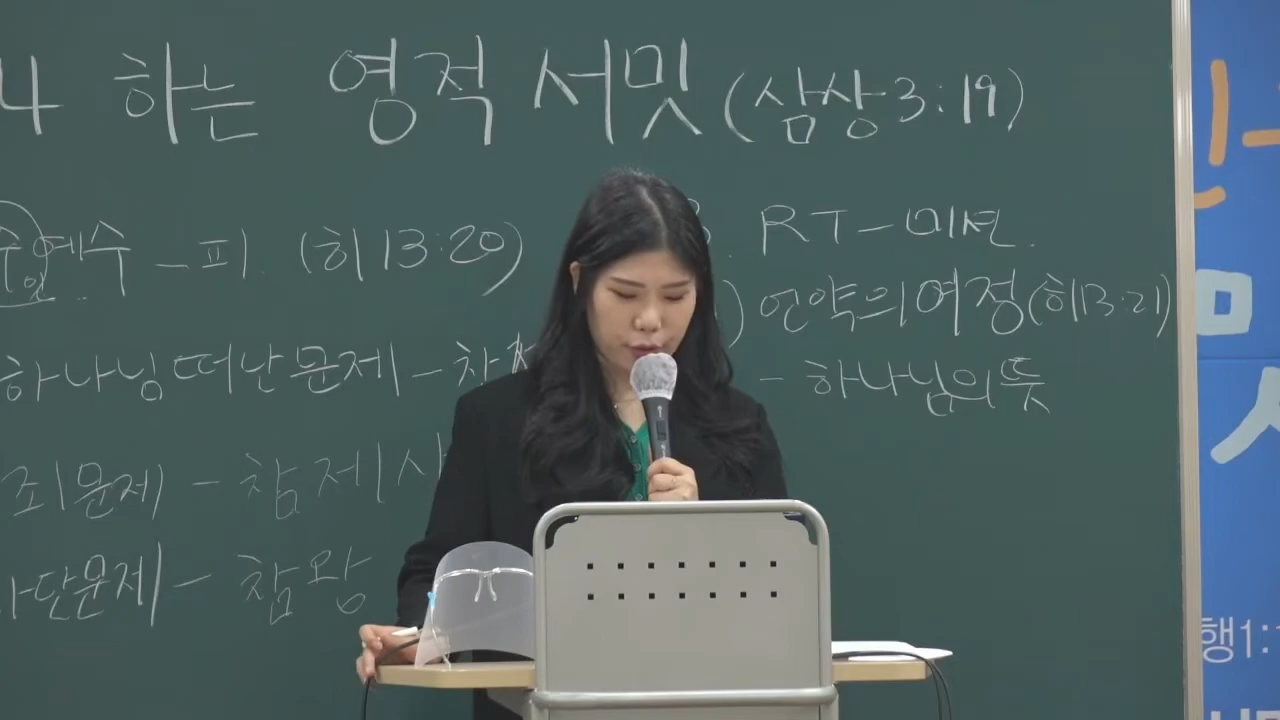 하는 영적 서밋 (삼상 3:19)
예수 - 피. (히 13:20)
하나님 떠난 문제 -
죄 문제 - 참 제사
단 문제 - 참 왕
RT-미션.
) 언약의 여정 (히 13:21)
- 하나님의 뜻
행1: